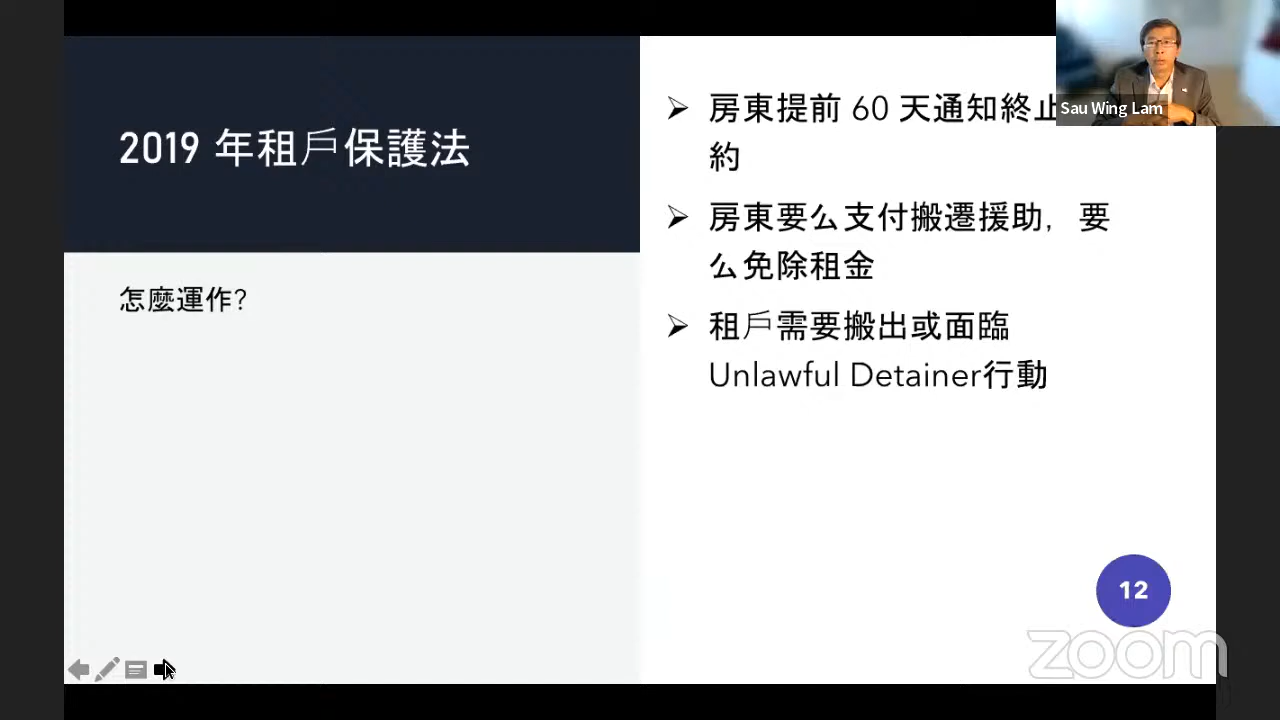 2019 年租戶保護法
怎麼運作?
➢ 房東提前 60 天通知終止
約
➢ 房東要么支付搬遷援助，要
么免除租金
➢ 租戶需要搬出或面臨
Unlawful Detainer行動
12
Sau Wing Lam
zoom